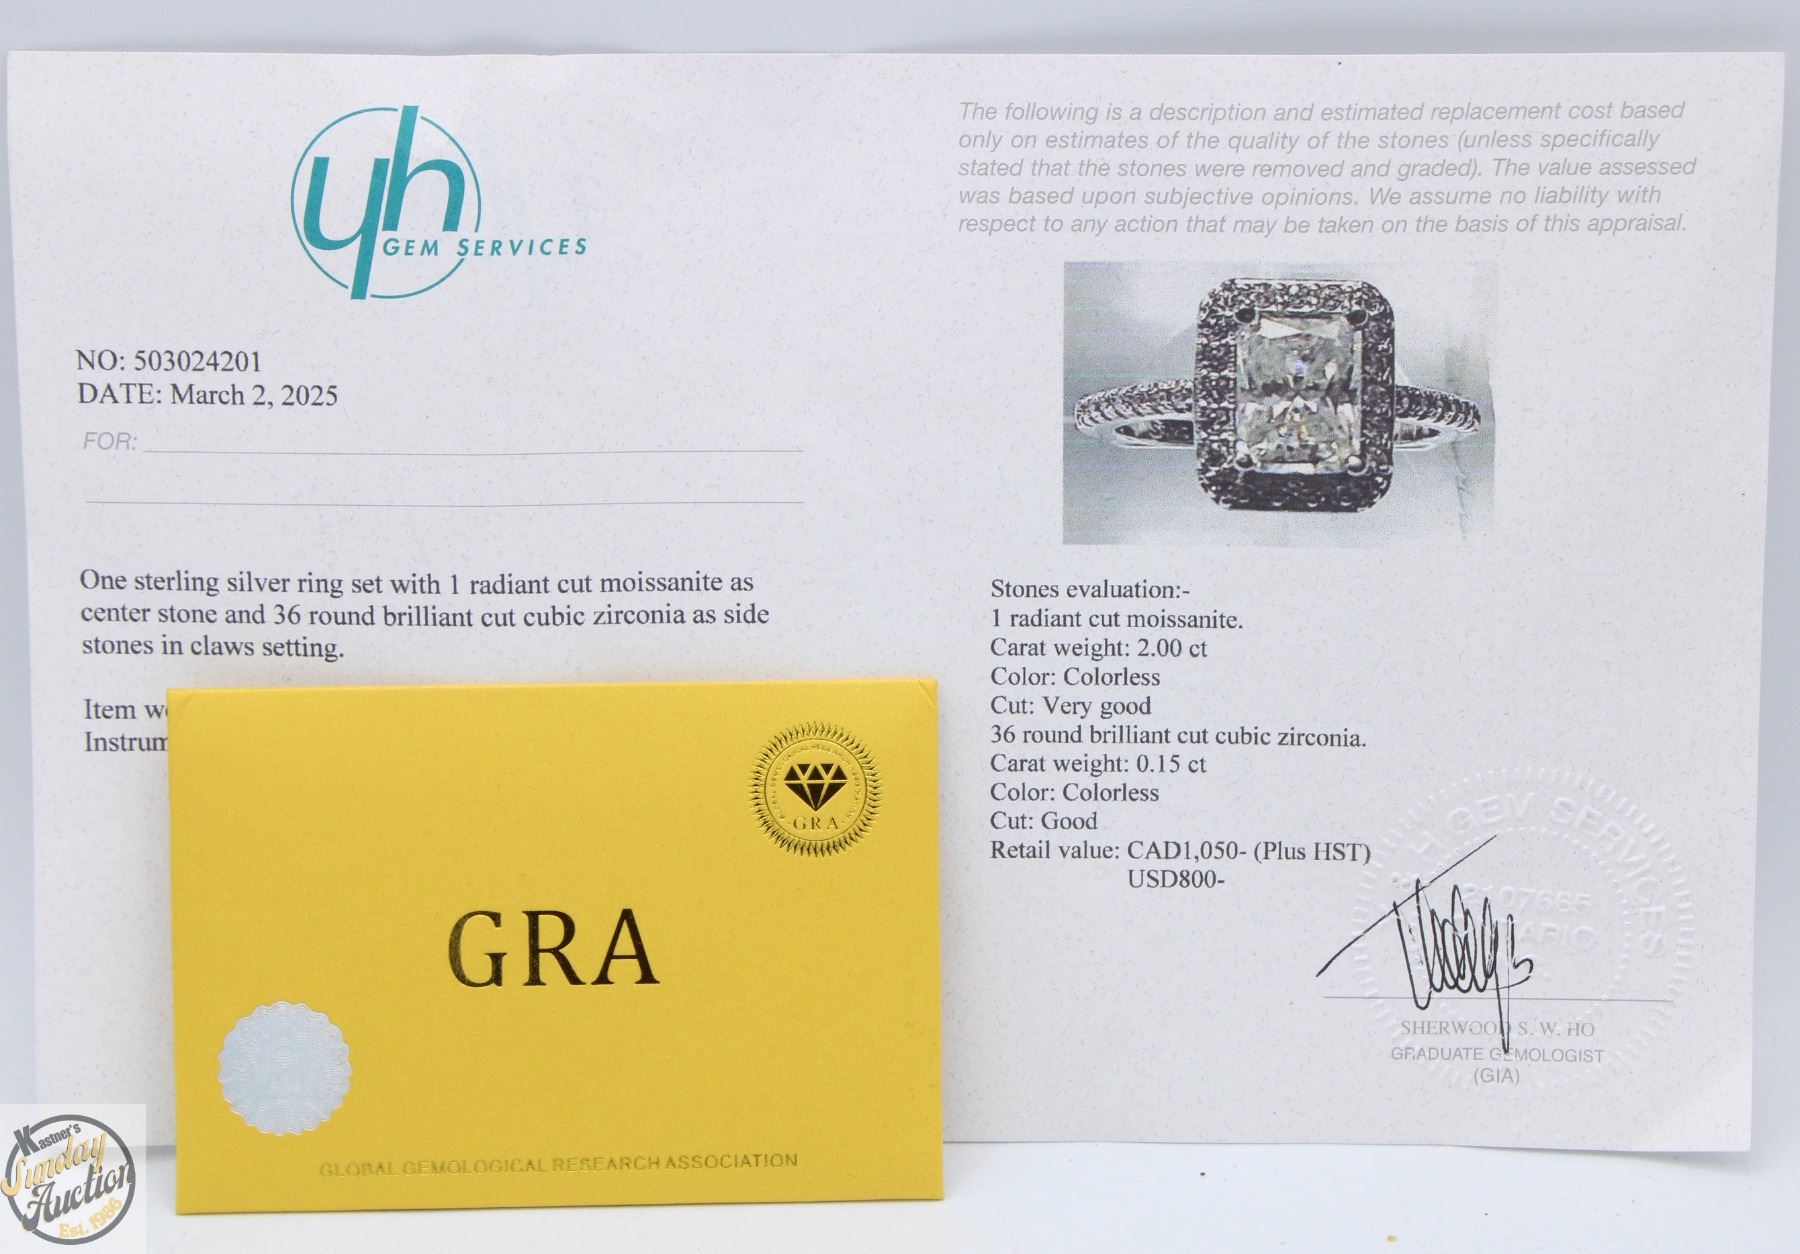 yh
GEM SERVICES
NO: 503024201
DATE: March 2, 2025
FOR:
One sterling silver ring set with 1 radiant cut moissanite as
center stone and 36 round brilliant cut cubic zirconia as side
stones in claws setting.
Item
The following is a description and estimated replacement cost based
only on estimates of the quality of the stones (unless specifically
stated that the stones were removed and graded). The value assessed
was based upon subjective opinions. We assume no liability with
respect to any action that may be taken on the basis of this appraisal.
Stones evaluation:-
1 radiant cut moissanite.
Carat weight: 2.00 ct
Color: Colorless
Cut: Very good
36 round brilliant cut cubic zirconia.
Carat weight: 0.15 ct
Color: Colorless
Cut: Good
Retail value: CAD1,050- (Plus HST)
USD800-
GEM SERVICES
SHERWOOD S. W. HO
GRADUATE GEMOLOGIST
(GIA)
GRA
GRA
GLOBAL GEMOLOGICAL RESEARCH ASSOCIATION
Kastner's
Sunday
Auction
Est. 1986